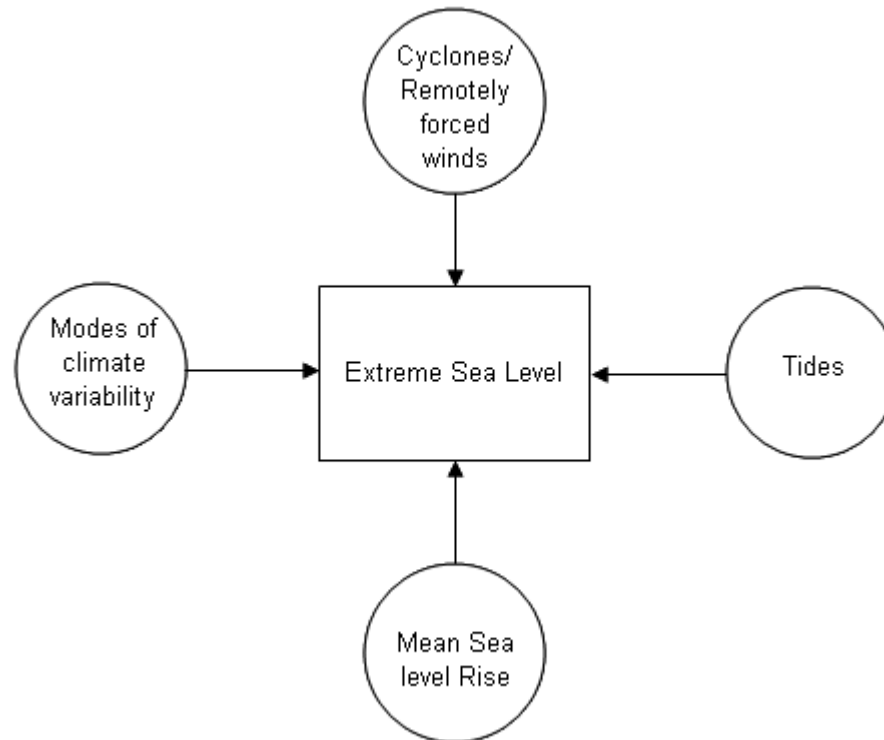 Cyclones/
Remotely
forced
winds
Modes of
climate
variability
Extreme Sea Level
Tides
Mean Sea
level Rise